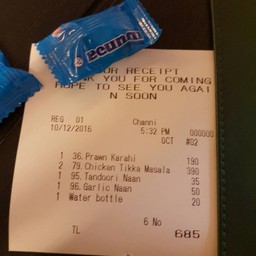 OUR RECEIPT
K YOU FOR COMING
HOPE TO SEE YOU AGAI
N SOON
REG 01 Channi
10/12/2016 5:32 PM 000000
OCT #02
1 36. Prawn Karahi 190
2 79. Chicken Tikka Masala 390
1 95. Tandoori Naan 35
1 96. Garlic Naan 50
1 Water bottle 20
6 No
TL 685